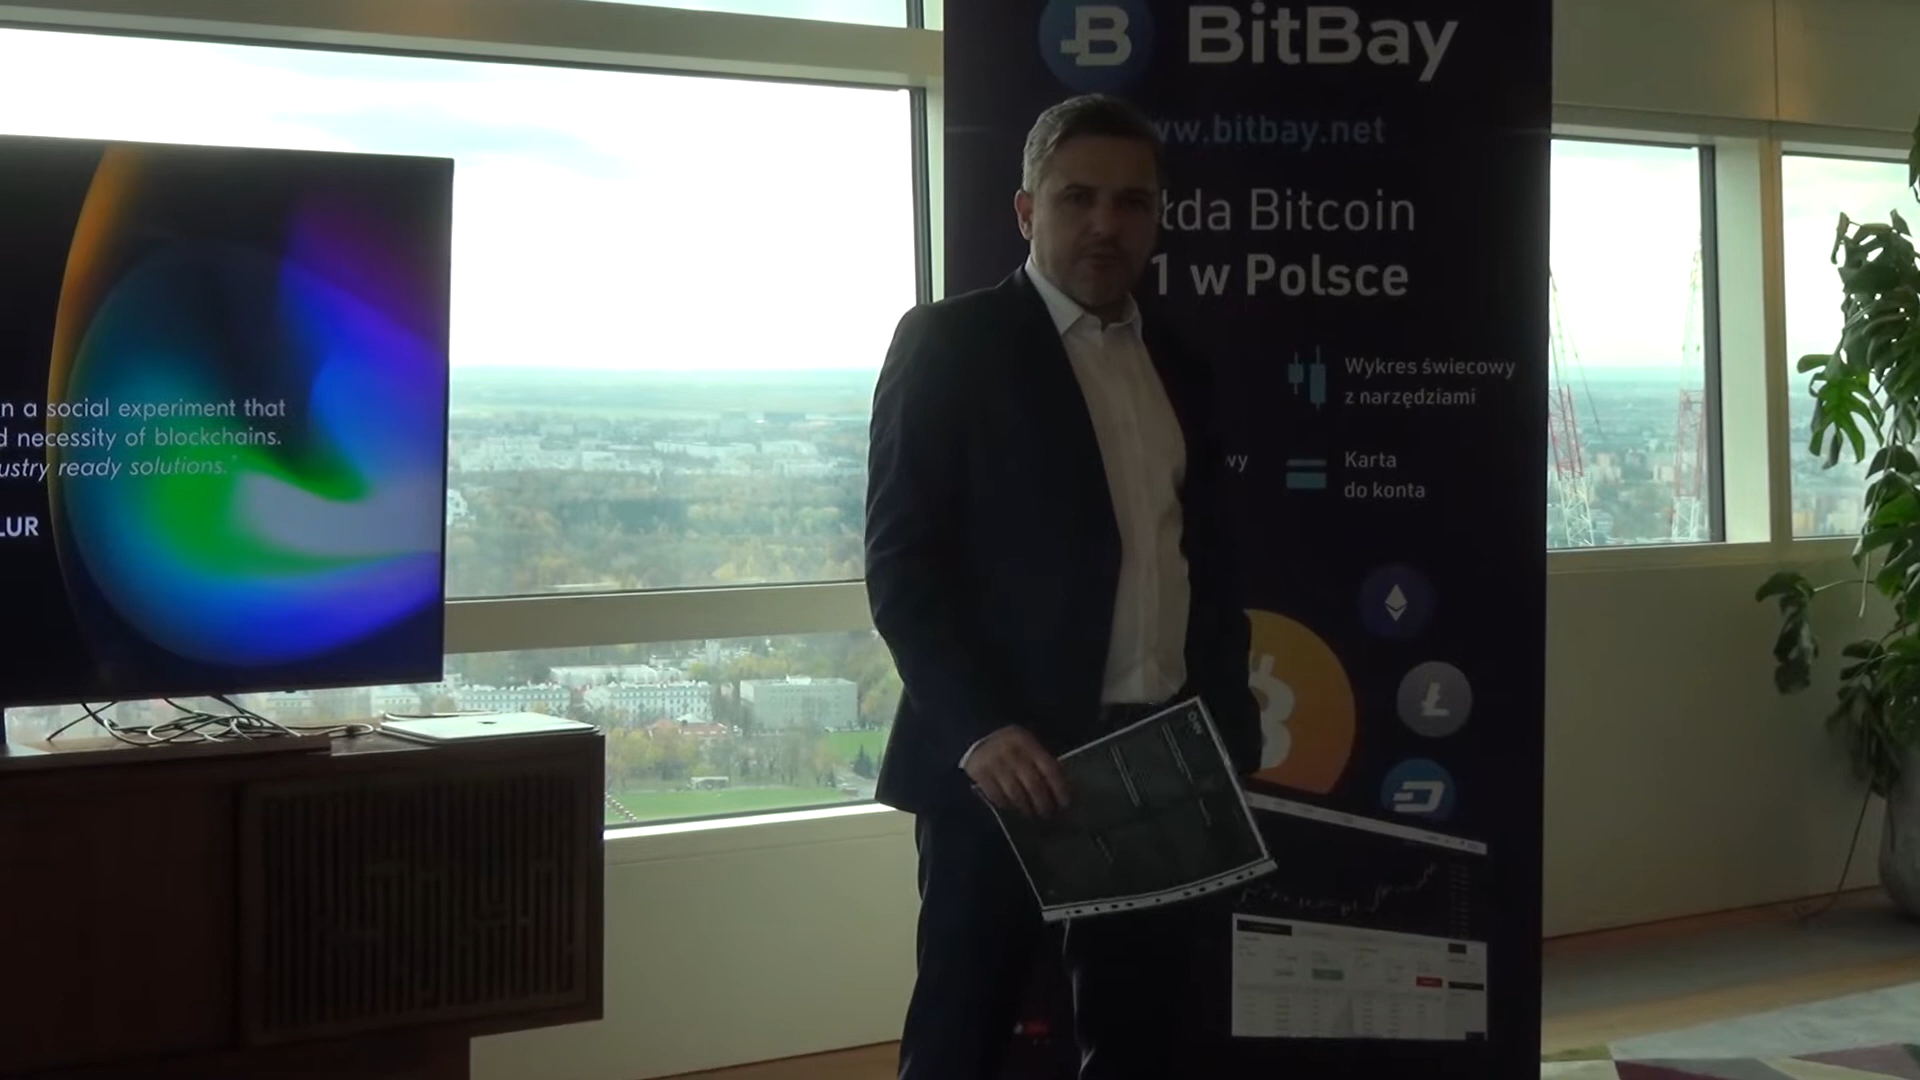 BitBay
ww.bitbay.net
łda Bitcoin
1 w Polsce
Wykres świecowy
z narzędziami
wy
Karta
do konta
n a social experiment that
d necessity of blockchains.
ustry ready solutions."
LUR